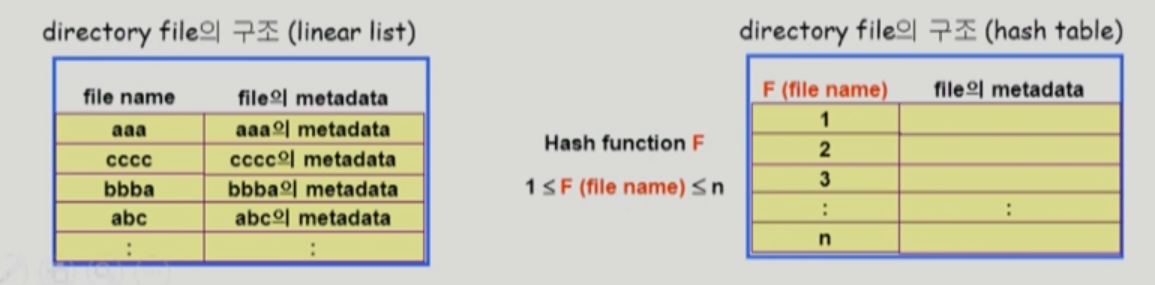 directory file의 구조 (linear list)
file name file의 metadata
aaa aaa의 metadata
cccc cccc의 metadata
bbba bbba의 metadata
abc abc의 metadata
: :
Hash function F
1 ≤ F (file name) ≤ n
directory file의 구조 (hash table)
F (file name) file의 metadata
1
2
3
: :
n